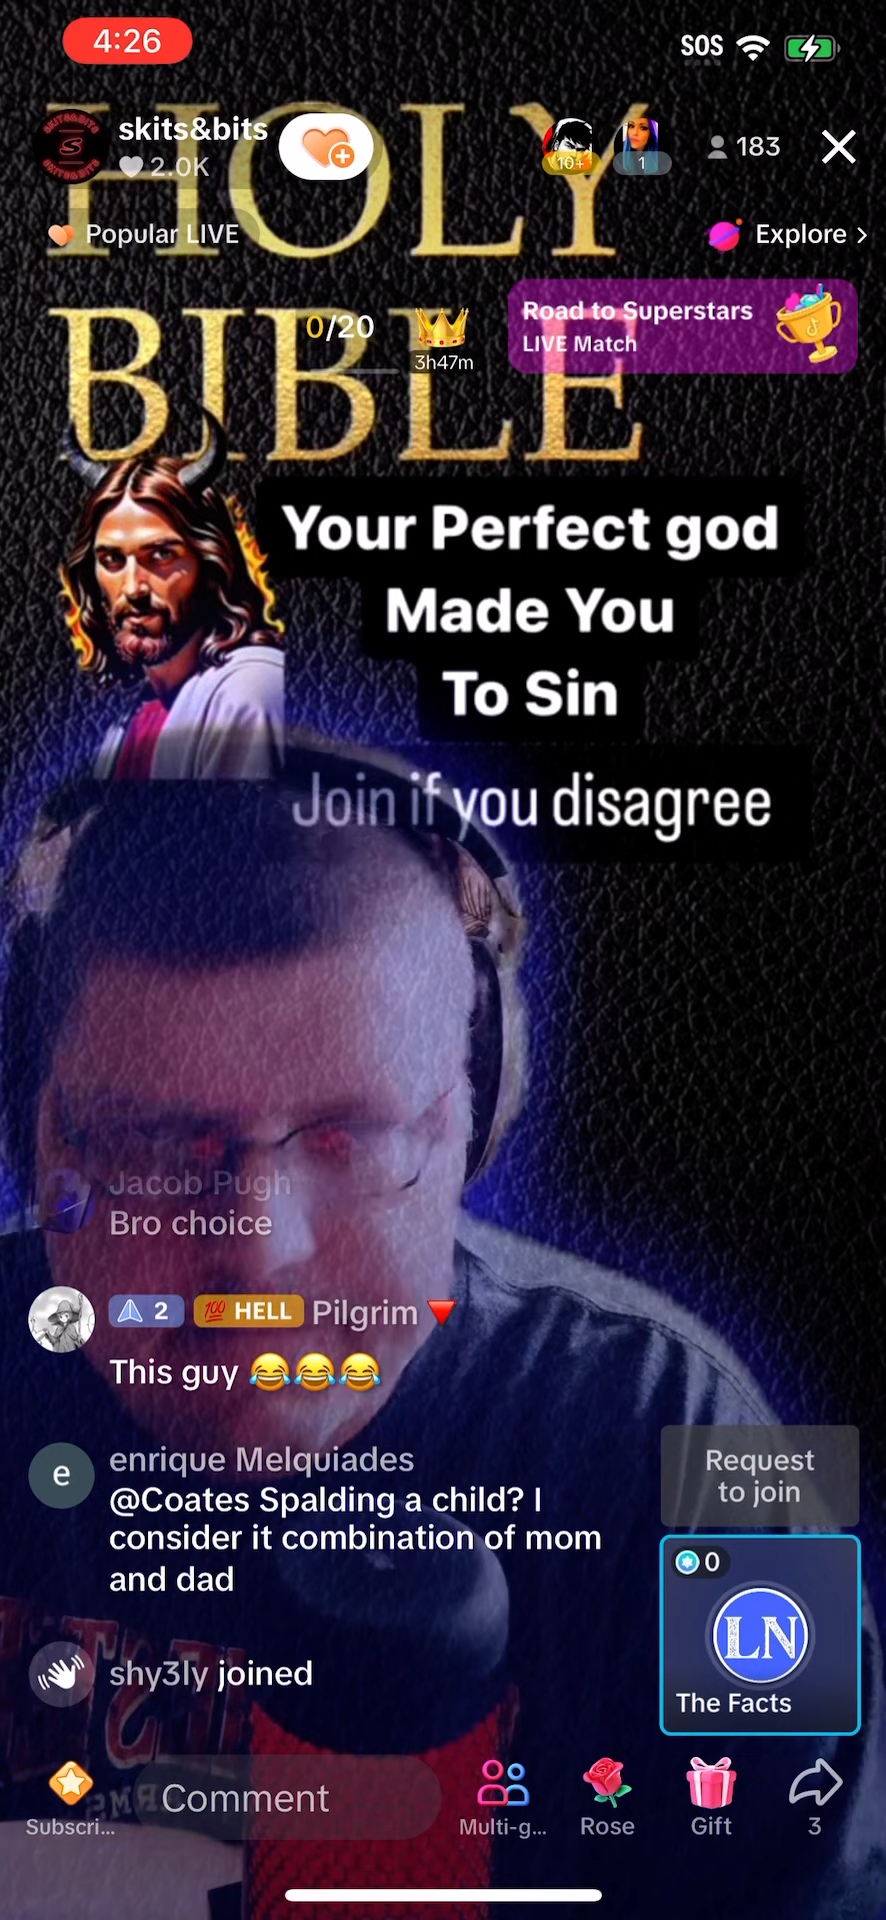 4:26
SOS
HOLY
BIBLE
skits&bits
2.0K
10+
1
183
Popular LIVE
Explore >
0/20
3h47m
Road to Superstars
LIVE Match
Your Perfect god
Made You
To Sin
Join if you disagree
Jacob Pugh
Bro choice
2
100 HELL Pilgrim
This guy 😂😂😂
e
enrique Melquiades
@Coates Spalding a child? I
consider it combination of mom
and dad
shy3ly joined
Request
to join
0
LN
The Facts
Subscri...
Comment
Multi-g...
Rose
Gift
3